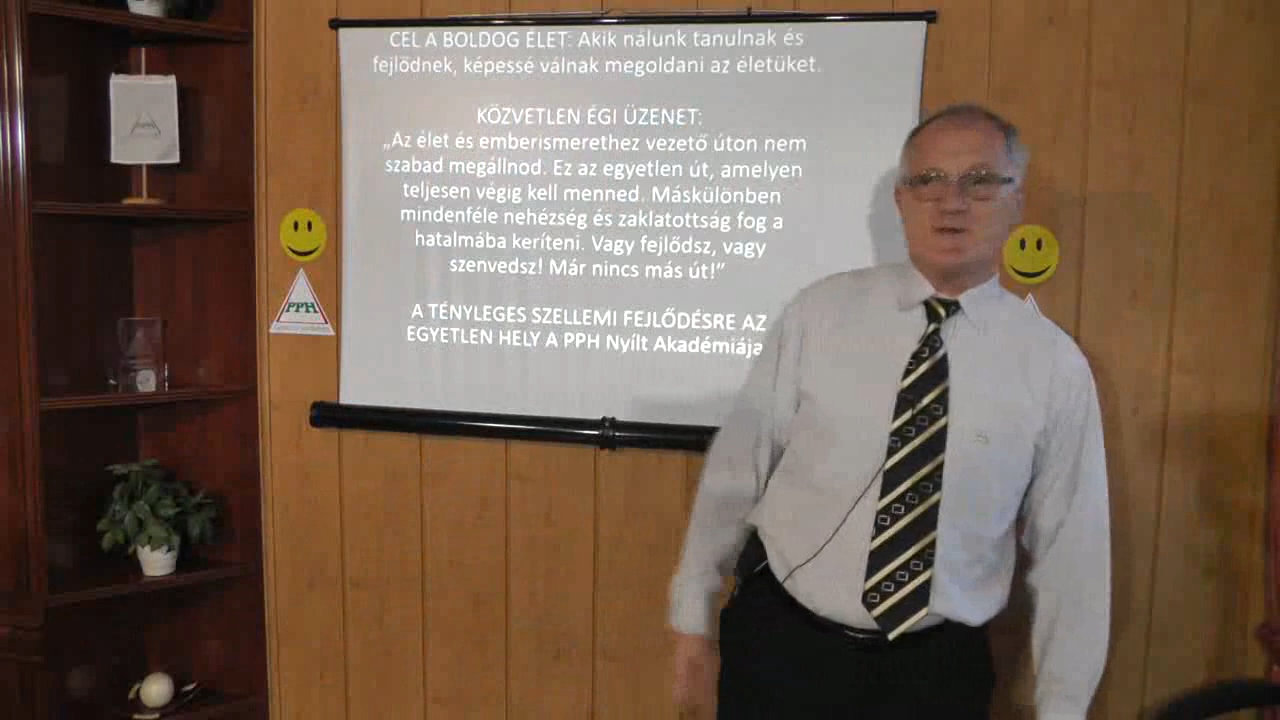 CEL A BOLDOG ÉLET: Akik nálunk tanulnak és
fejlődnek, képessé válnak megoldani az életüket.
KÖZVETLEN ÉGI ÜZENET:
„Az élet és emberismerethez vezető úton nem
szabad megállnod. Ez az egyetlen út, amelyen
teljesen végig kell menned. Máskülönben
mindenféle nehézség és zaklatottság fog a
hatalmába keríteni. Vagy fejlődsz, vagy
szenvedsz! Már nincs más út!”
A TÉNYLEGES SZELLEMI FEJLŐDÉSRE AZ
EGYETLEN HELY A PPH Nyílt Akadémiája
PPH